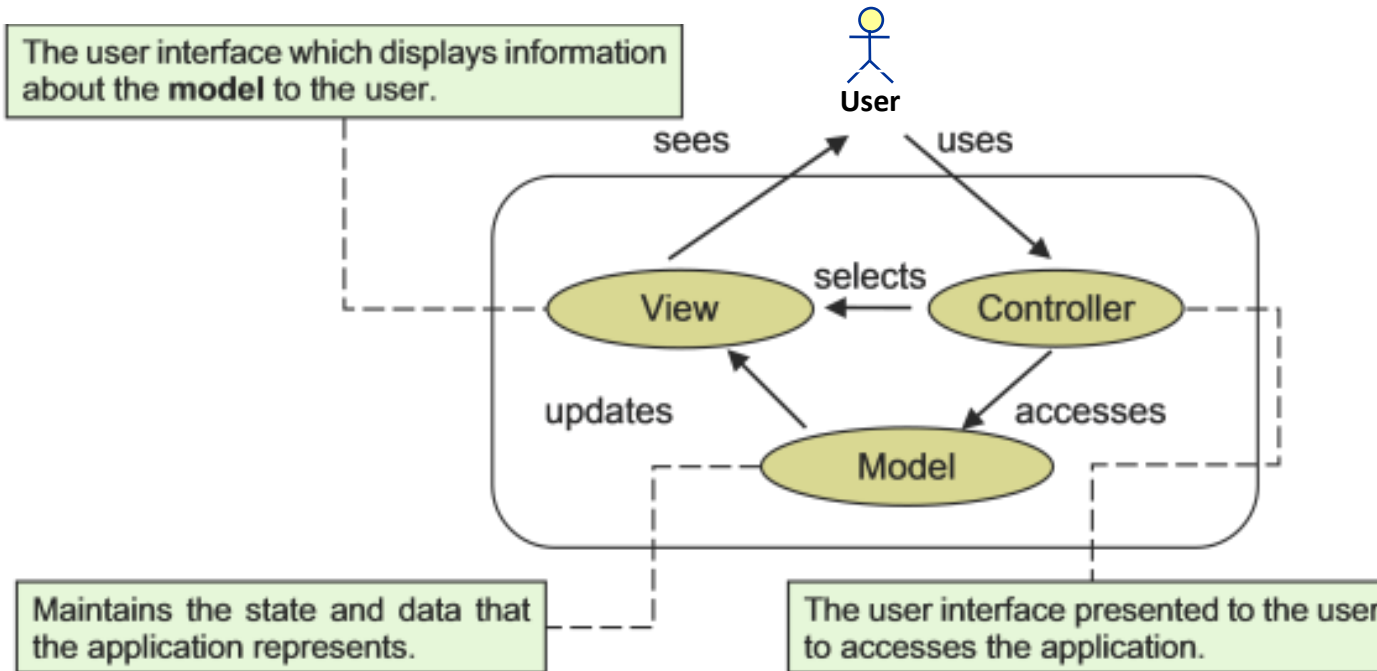 The user interface which displays information
about the model to the user.
User
sees
uses
selects
View
Controller
updates
accesses
Model
Maintains the state and data that
the application represents.
The user interface presented to the user
to accesses the application.